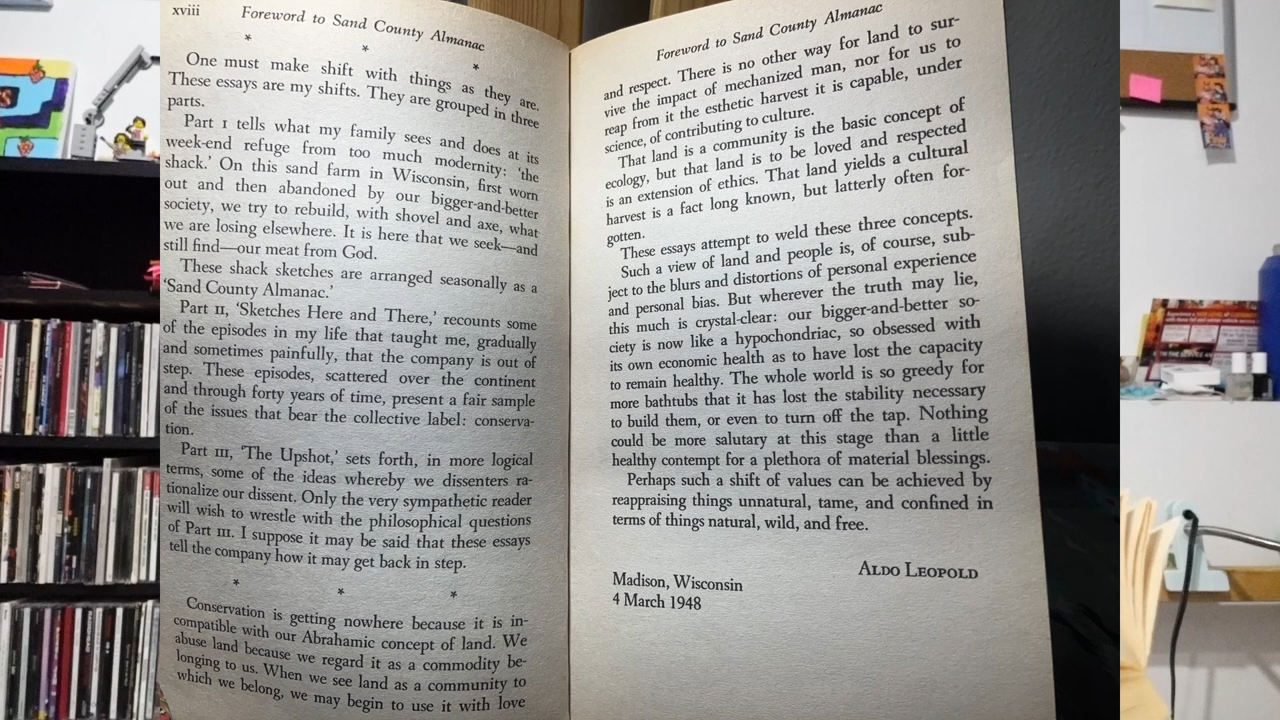 xviii
Foreword to Sand County Almanac
* * *
One must make shift with things as they are.
These essays are my shifts. They are grouped in three
parts.
Part I tells what my family sees and does at its
week-end refuge from too much modernity: 'the
shack.' On this sand farm in Wisconsin, first worn
out and then abandoned by our bigger-and-better
society, we try to rebuild, with shovel and axe, what
we are losing elsewhere. It is here that we seek—and
still find—our meat from God.
These shack sketches are arranged seasonally as a
'Sand County Almanac.'
Part II, 'Sketches Here and There,' recounts some
of the episodes in my life that taught me, gradually
and sometimes painfully, that the company is out of
step. These episodes, scattered over the continent
and through forty years of time, present a fair sample
of the issues that bear the collective label: conserva-
tion.
Part III, 'The Upshot,' sets forth, in more logical
terms, some of the ideas whereby we dissenters ra-
tionalize our dissent. Only the very sympathetic reader
will wish to wrestle with the philosophical questions
of Part III. I suppose it may be said that these essays
tell the company how it may get back in step.
* * *
Conservation is getting nowhere because it is in-
compatible with our Abrahamic concept of land. We
abuse land because we regard it as a commodity be-
longing to us. When we see land as a community to
which we belong, we may begin to use it with love
Foreword to Sand County Almanac
and respect. There is no other way for land to sur-
vive the impact of mechanized man, nor for us to
reap from it the esthetic harvest it is capable, under
science, of contributing to culture.
That land is a community is the basic concept of
ecology, but that land is to be loved and respected
is an extension of ethics. That land yields a cultural
harvest is a fact long known, but latterly often for-
gotten.
These essays attempt to weld these three concepts.
Such a view of land and people is, of course, sub-
ject to the blurs and distortions of personal experience
and personal bias. But wherever the truth may lie,
this much is crystal-clear: our bigger-and-better so-
ciety is now like a hypochondriac, so obsessed with
its own economic health as to have lost the capacity
to remain healthy. The whole world is so greedy for
more bathtubs that it has lost the stability necessary
to build them, or even to turn off the tap. Nothing
could be more salutary at this stage than a little
healthy contempt for a plethora of material blessings.
Perhaps such a shift of values can be achieved by
reappraising things unnatural, tame, and confined in
terms of things natural, wild, and free.
ALDO LEOPOLD
Madison, Wisconsin
4 March 1948